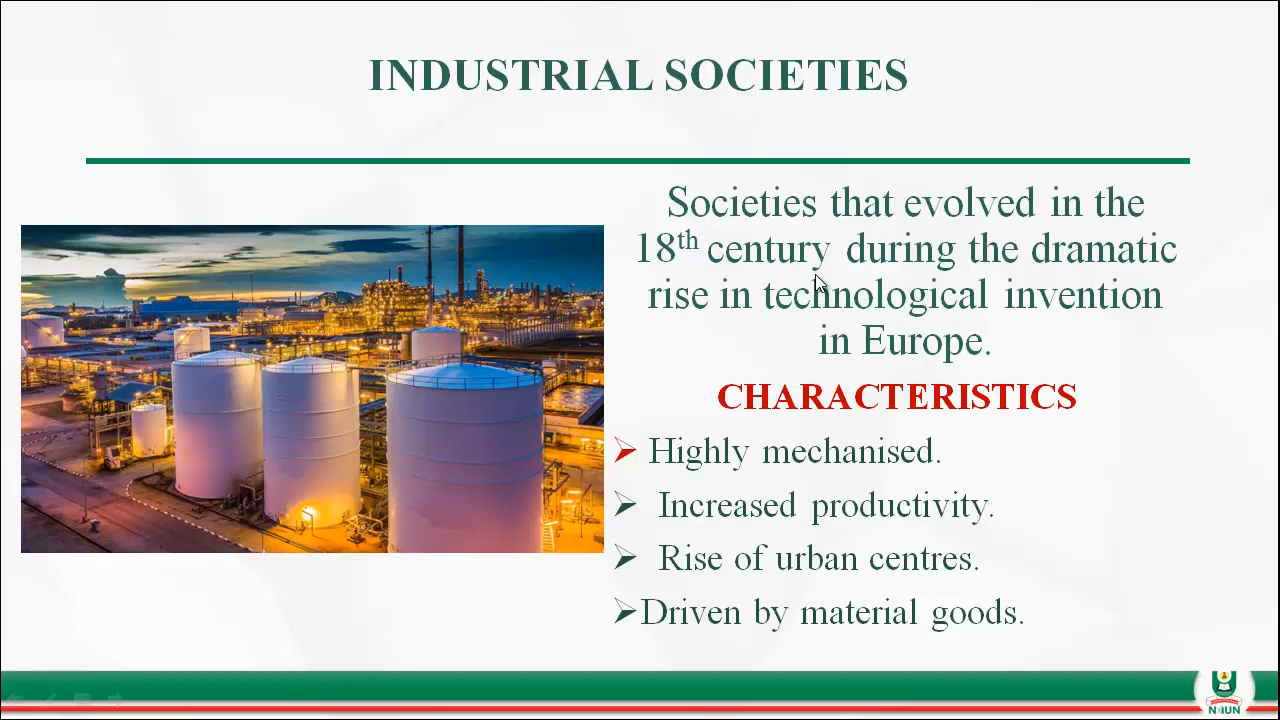 INDUSTRIAL SOCIETIES
Societies that evolved in the
18th century during the dramatic
rise in technological invention
in Europe.
CHARACTERISTICS
➢ Highly mechanised.
➢ Increased productivity.
➢ Rise of urban centres.
➢Driven by material goods.
NOUN